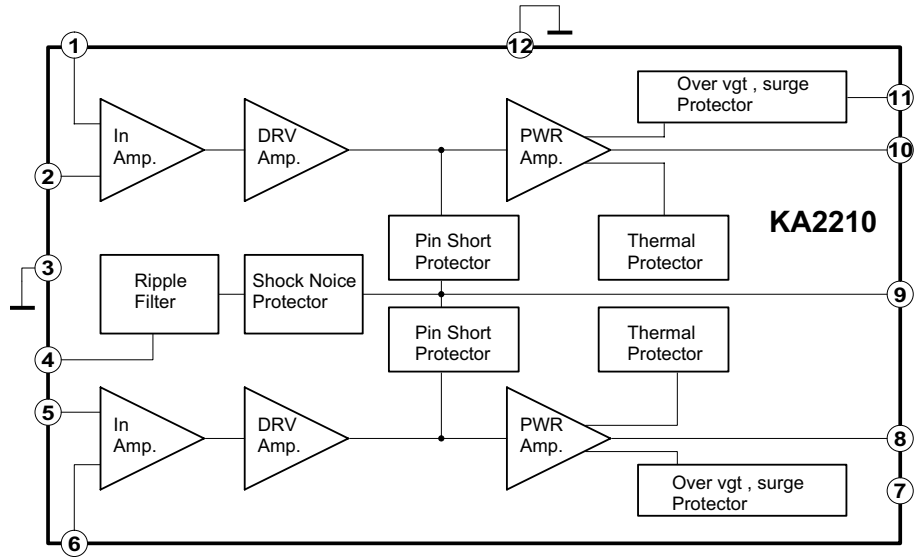 1
12
Over vgt , surge
Protector
11
In
Amp.
DRV
Amp.
PWR
Amp.
10
2
KA2210
Pin Short
Protector
Thermal
Protector
3
Ripple
Filter
Shock Noice
Protector
9
Pin Short
Protector
Thermal
Protector
4
5
In
Amp.
DRV
Amp.
PWR
Amp.
8
Over vgt , surge
Protector
7
6